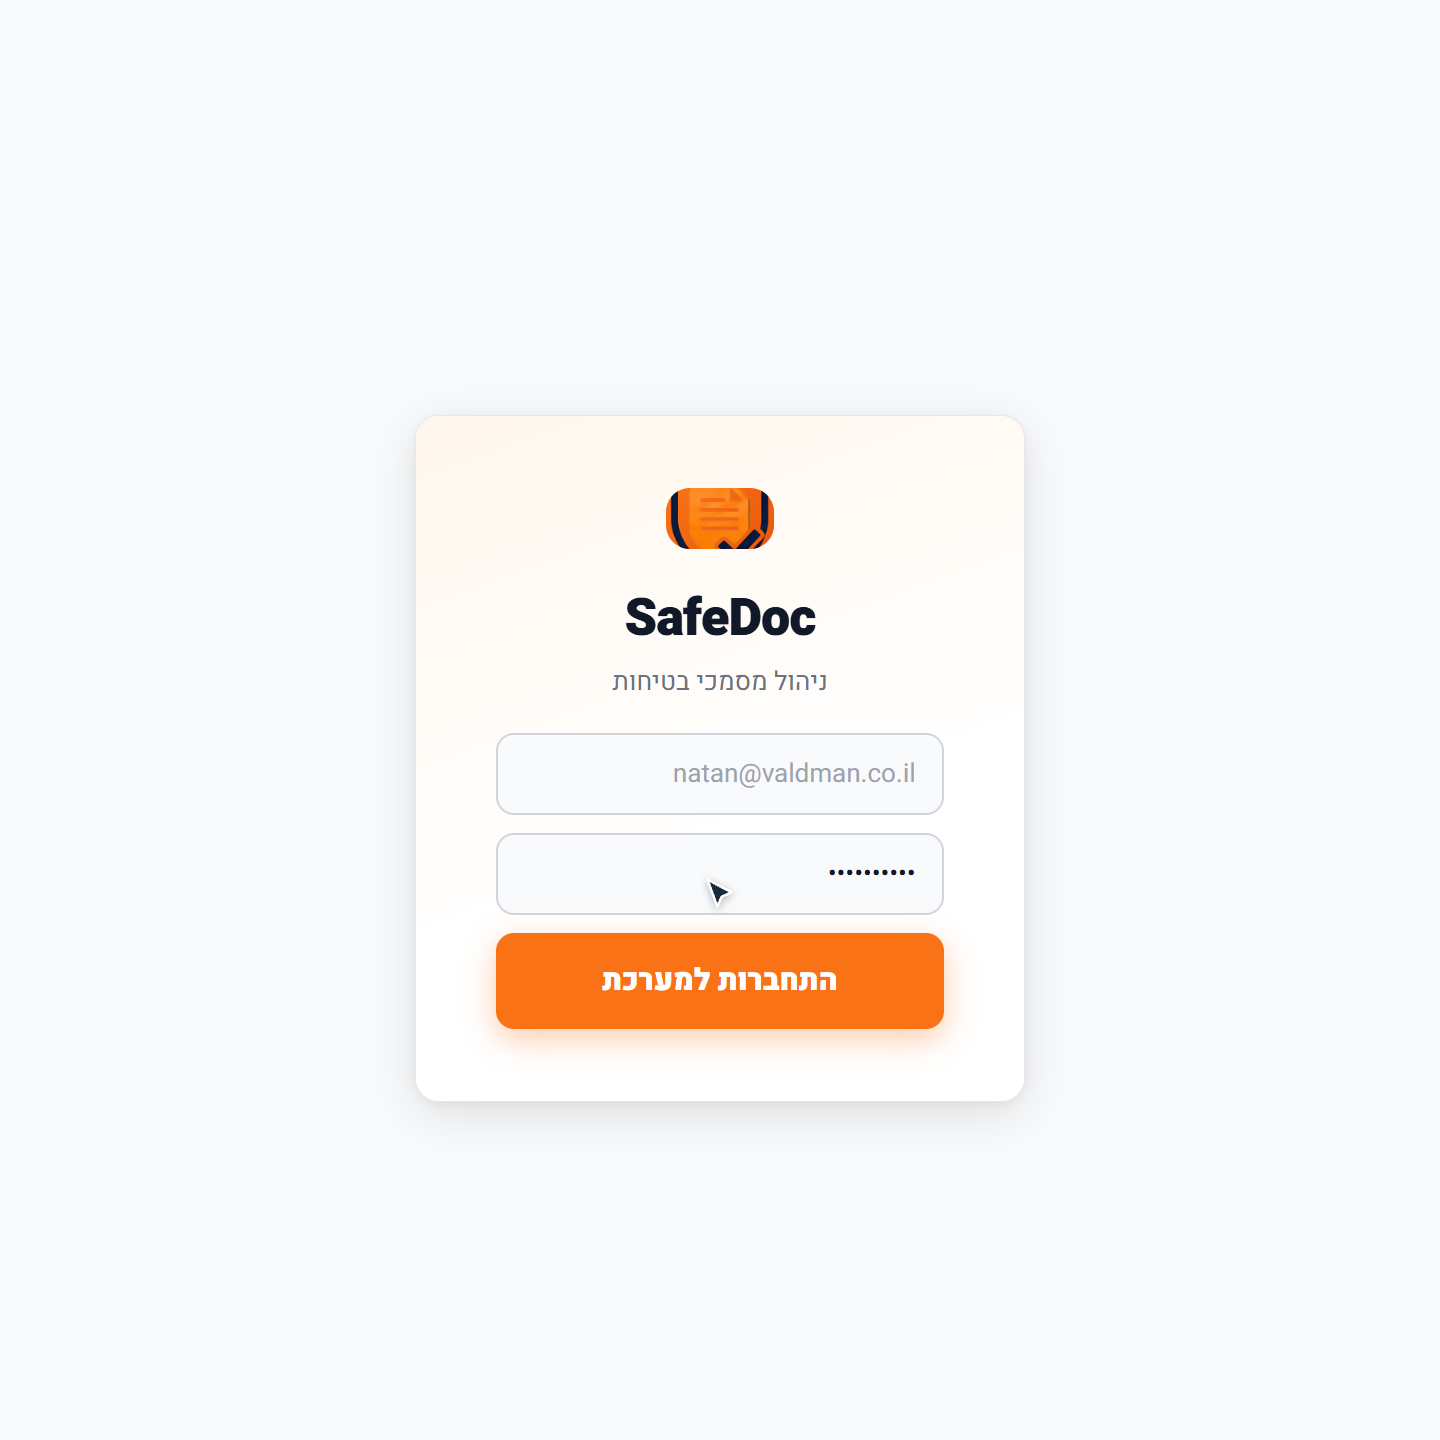 SafeDoc
ניהול מסמכי בטיחות
natan@valdman.co.il
••••••••••
התחברות למערכת